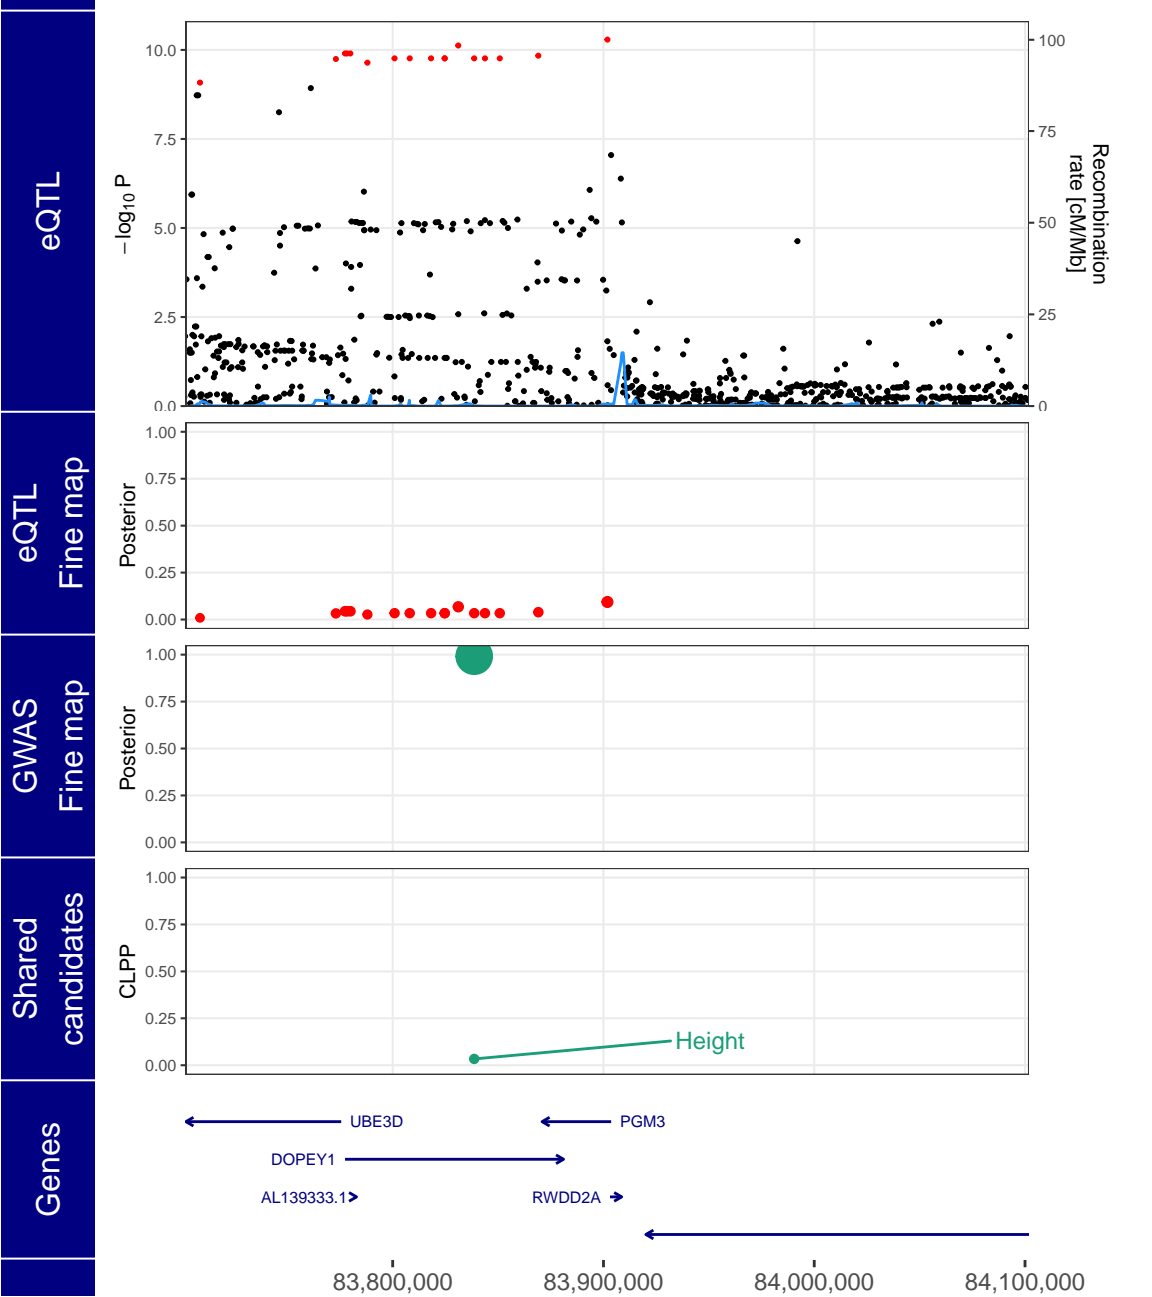 eQTL
−log10 P
10.0
7.5
5.0
2.5
0.0
100
75
50
25
0
Recombination
rate [cM/Mb]
eQTL
Fine map
Posterior
1.00
0.75
0.50
0.25
0.00
GWAS
Fine map
Posterior
1.00
0.75
0.50
0.25
0.00
Shared
candidates
CLPP
1.00
0.75
0.50
0.25
0.00
Height
Genes
UBE3D
PGM3
DOPEY1
AL139333.1
RWDD2A
83,800,000
83,900,000
84,000,000
84,100,000